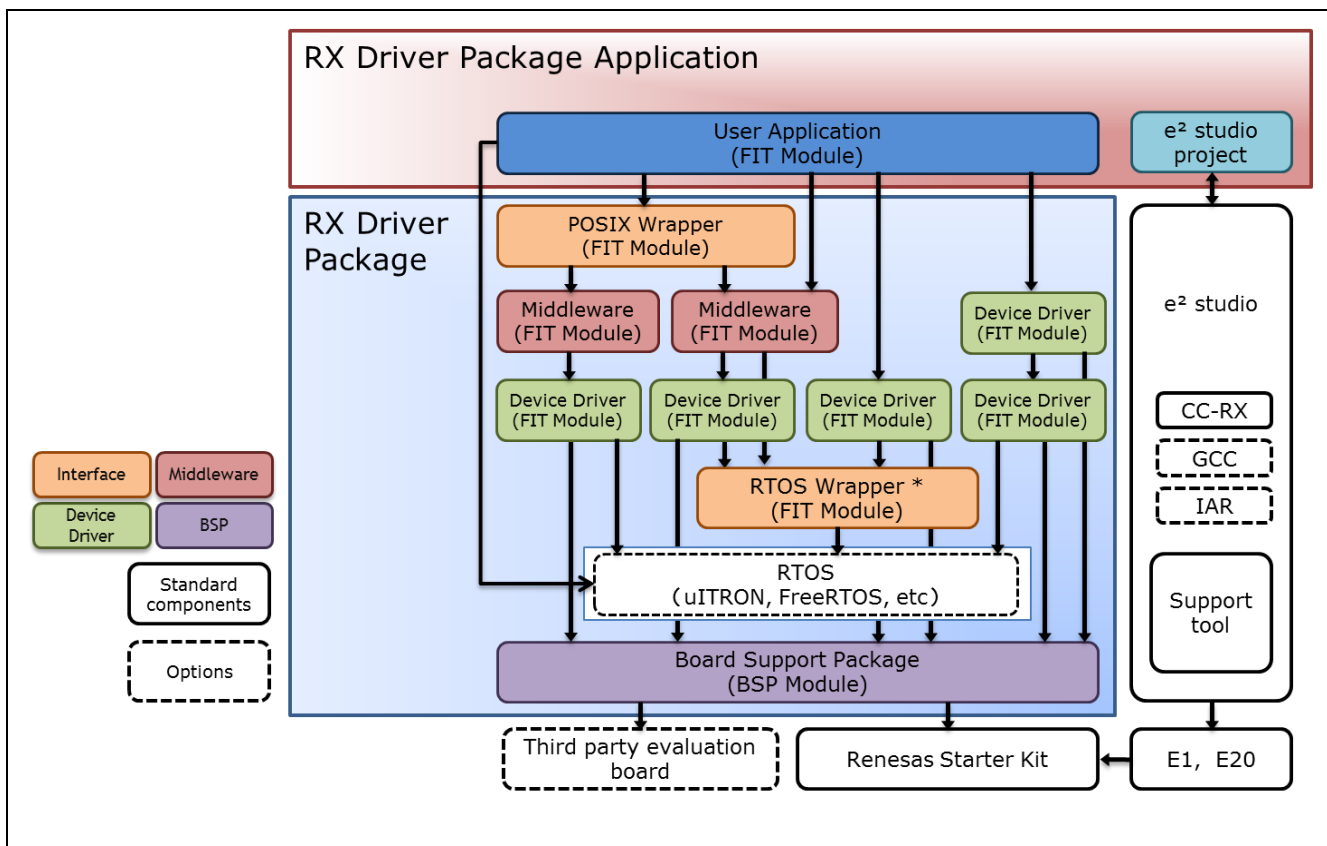 RX Driver Package Application
User Application
(FIT Module)
e² studio
project
RX Driver
Package
POSIX Wrapper
(FIT Module)
Middleware
(FIT Module)
Middleware
(FIT Module)
Device Driver
(FIT Module)
e² studio
Device Driver
(FIT Module)
Device Driver
(FIT Module)
Device Driver
(FIT Module)
Device Driver
(FIT Module)
CC-RX
GCC
IAR
Interface
Middleware
Device
Driver
BSP
RTOS Wrapper *
(FIT Module)
Standard
components
RTOS
(uITRON, FreeRTOS, etc)
Support
tool
Options
Board Support Package
(BSP Module)
Third party evaluation
board
Renesas Starter Kit
E1, E20